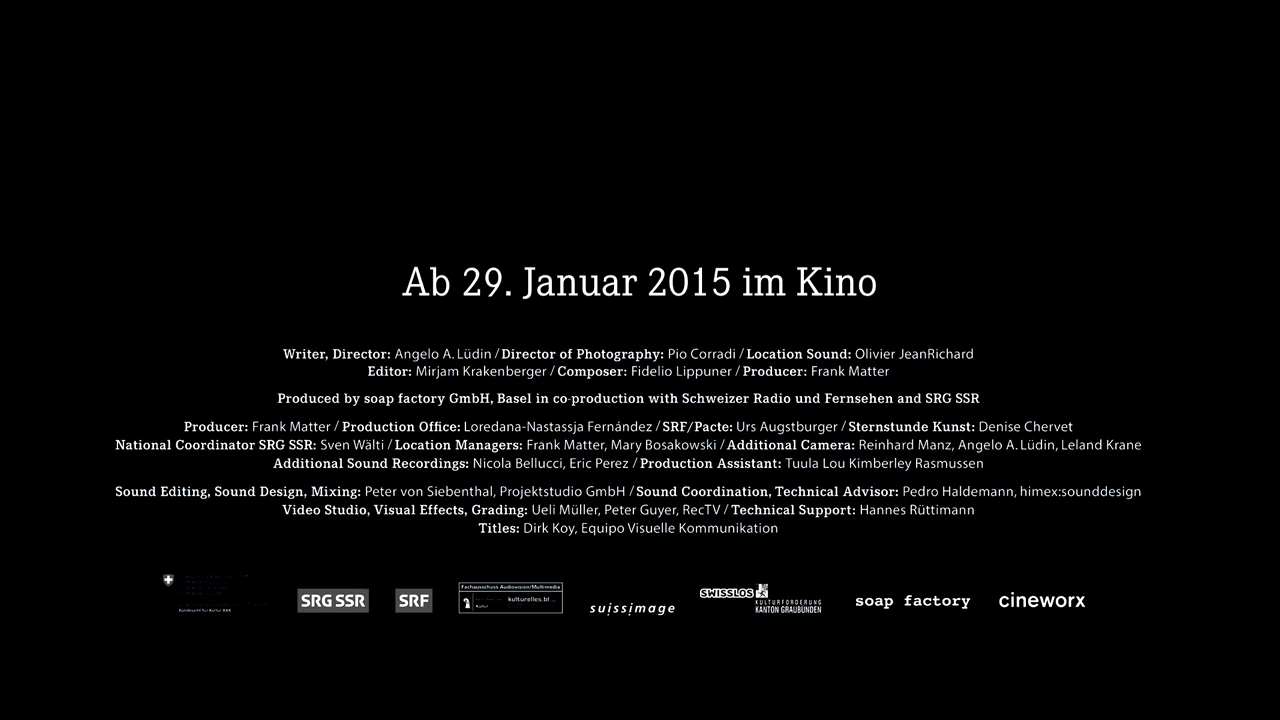 Ab 29. Januar 2015 im Kino
Writer, Director: Angelo A. Lüdin / Director of Photography: Pio Corradi / Location Sound: Olivier JeanRichard
Editor: Mirjam Krakenberger / Composer: Fidelio Lippuner / Producer: Frank Matter
Produced by soap factory GmbH, Basel in co-production with Schweizer Radio und Fernsehen and SRG SSR
Producer: Frank Matter / Production Office: Loredana-Nastassja Fernández / SRF/Pacte: Urs Augstburger / Sternstunde Kunst: Denise Chervet
National Coordinator SRG SSR: Sven Wälti / Location Managers: Frank Matter, Mary Bosakowski / Additional Camera: Reinhard Manz, Angelo A. Lüdin, Leland Krane
Additional Sound Recordings: Nicola Bellucci, Eric Perez / Production Assistant: Tuula Lou Kimberley Rasmussen
Sound Editing, Sound Design, Mixing: Peter von Siebenthal, Projektstudio GmbH / Sound Coordination, Technical Advisor: Pedro Haldemann, himex:sounddesign
Video Studio, Visual Effects, Grading: Ueli Müller, Peter Guyer, RecTV / Technical Support: Hannes Rüttimann
Titles: Dirk Koy, Equipo Visuelle Kommunikation
Bundesamt für Kultur BAK
SRG SSR
SRF
Fachausschuss Audiovision/Multimedia
Kultur
kulturelles.bl
suissimage
SWISSLOS
KULTURFÖRDERUNG
KANTON GRAUBÜNDEN
soap factory
cineworx